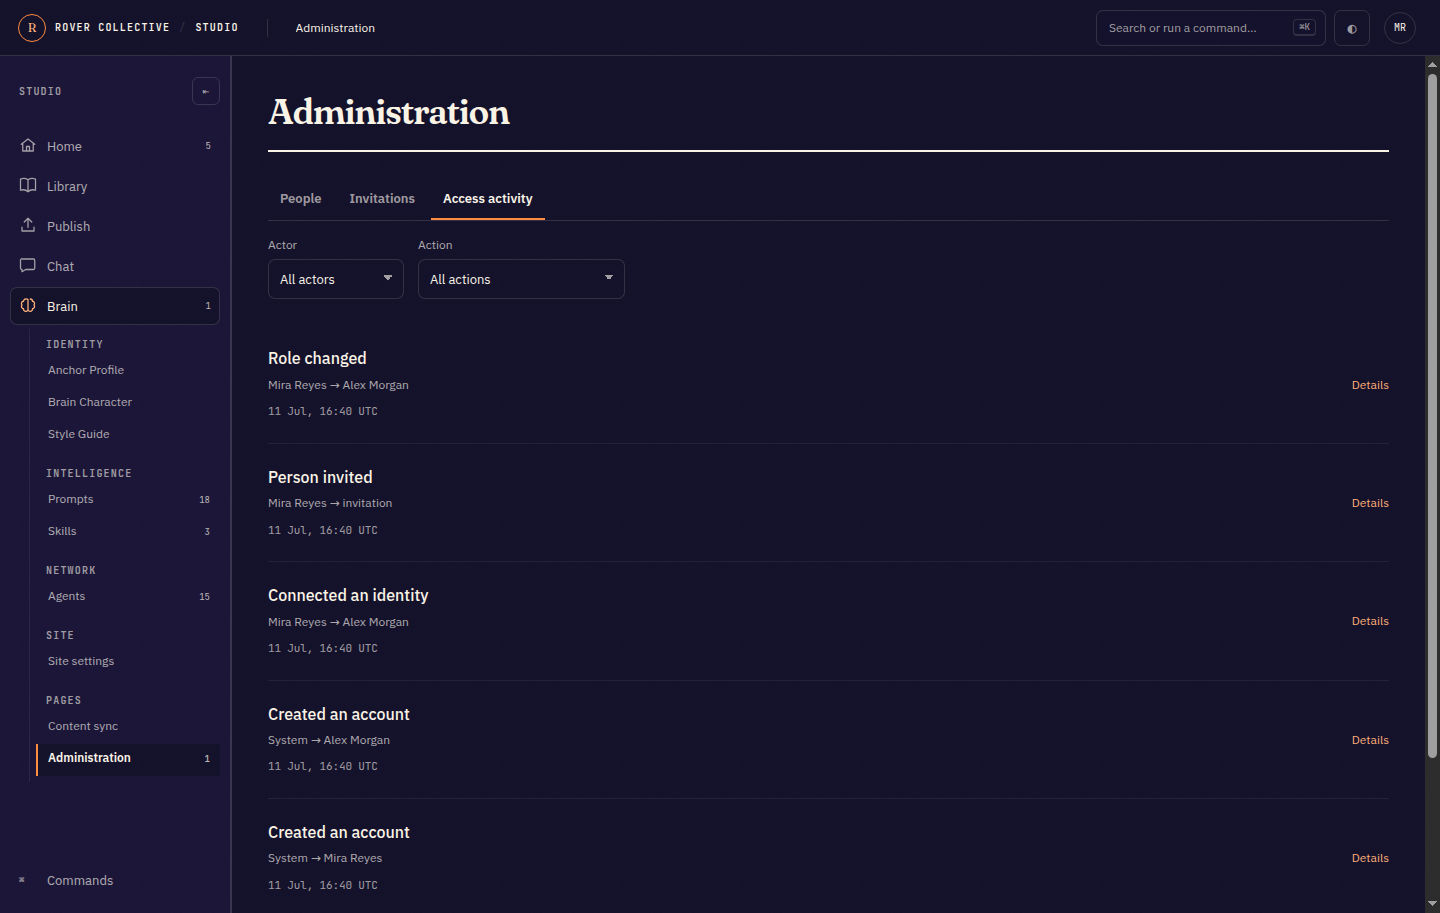 R ROVER COLLECTIVE / STUDIO Administration Search or run a command... ⌘K MR
STUDIO
Home 5
Library
Publish
Chat
Brain 1
IDENTITY
Anchor Profile
Brain Character
Style Guide
INTELLIGENCE
Prompts 18
Skills 3
NETWORK
Agents 15
SITE
Site settings
PAGES
Content sync
Administration 1
⌘ Commands
Administration
People Invitations Access activity
Actor Action
All actors All actions
Role changed
Mira Reyes → Alex Morgan Details
11 Jul, 16:40 UTC
Person invited
Mira Reyes → invitation Details
11 Jul, 16:40 UTC
Connected an identity
Mira Reyes → Alex Morgan Details
11 Jul, 16:40 UTC
Created an account
System → Alex Morgan Details
11 Jul, 16:40 UTC
Created an account
System → Mira Reyes Details
11 Jul, 16:40 UTC